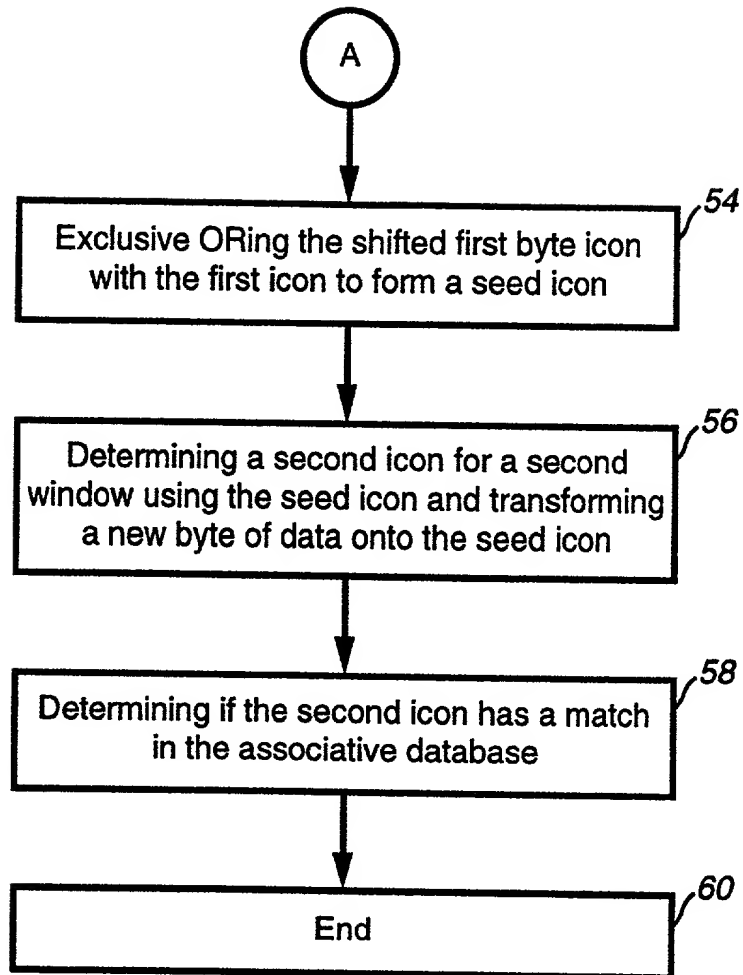 A
54
Exclusive ORing the shifted first byte icon
with the first icon to form a seed icon
56
Determining a second icon for a second
window using the seed icon and transforming
a new byte of data onto the seed icon
58
Determining if the second icon has a match
in the associative database
60
End